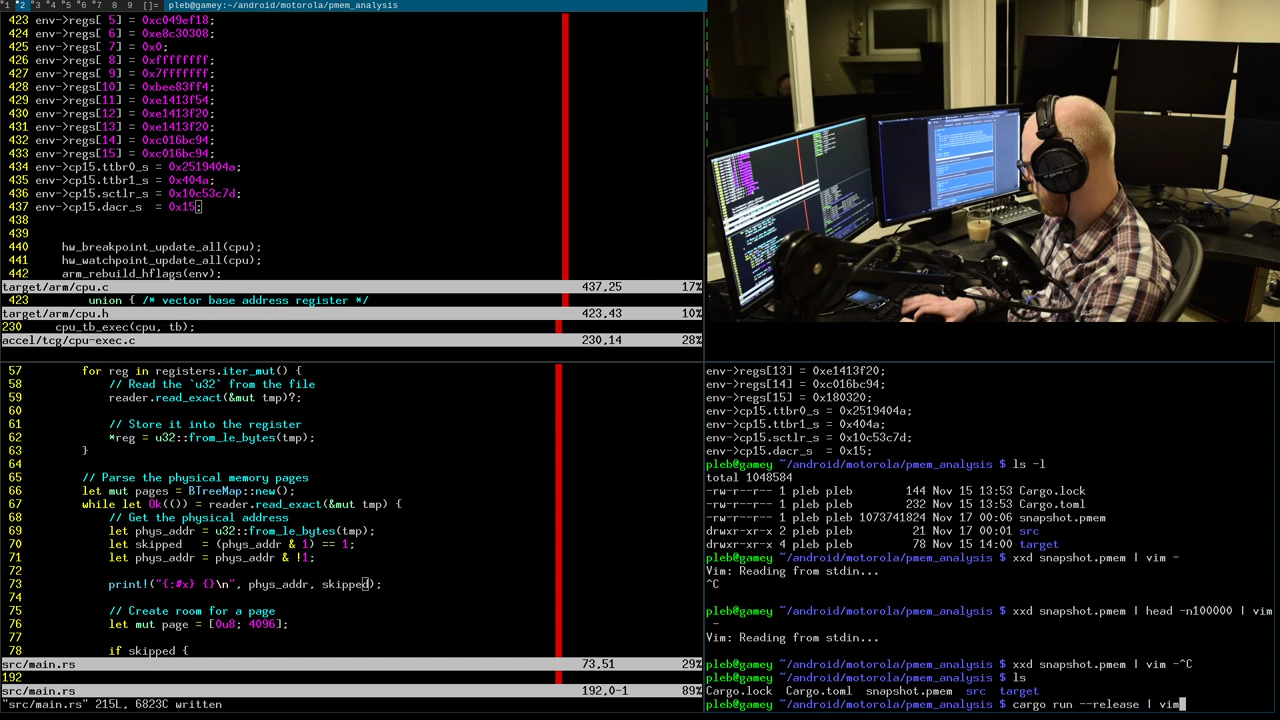 1 2 3 4 5 6 7 8 9 []= pleb@gamey:~/android/motorola/pmem_analysis
423 env->regs[ 5] = 0xc049ef18;
424 env->regs[ 6] = 0xe8c30308;
425 env->regs[ 7] = 0x0;
426 env->regs[ 8] = 0xffffffff;
427 env->regs[ 9] = 0x7fffffff;
428 env->regs[10] = 0xbee83ff4;
429 env->regs[11] = 0xe1413f54;
430 env->regs[12] = 0xe1413f20;
431 env->regs[13] = 0xe1413f20;
432 env->regs[14] = 0xc016bc94;
433 env->regs[15] = 0xc016bc94;
434 env->cp15.ttbr0_s = 0x2519404a;
435 env->cp15.ttbr1_s = 0x404a;
436 env->cp15.sctlr_s = 0x10c53c7d;
437 env->cp15.dacr_s  = 0x15;
438
439
440     hw_breakpoint_update_all(cpu);
441     hw_watchpoint_update_all(cpu);
442     arm_rebuild_hflags(env);
target/arm/cpu.c 437,25 17%
423         union { /* vector base address register */
target/arm/cpu.h 423,43 10%
230    cpu_tb_exec(cpu, tb);
accel/tcg/cpu-exec.c 230,14 28%
57        for reg in registers.iter_mut() {
58            // Read the `u32` from the file
59            reader.read_exact(&mut tmp)?;
60
61            // Store it into the register
62            *reg = u32::from_le_bytes(tmp);
63        }
64
65        // Parse the physical memory pages
66        let mut pages = BTreeMap::new();
67        while let Ok(()) = reader.read_exact(&mut tmp) {
68            // Get the physical address
69            let phys_addr = u32::from_le_bytes(tmp);
70            let skipped   = (phys_addr & 1) == 1;
71            let phys_addr = phys_addr & !1;
72
73            print!("{:#x} {}\n", phys_addr, skipped);
74
75            // Create room for a page
76            let mut page = [0u8; 4096];
77
78            if skipped {
src/main.rs 73,51 29%
192
src/main.rs 192,0-1 89%
"src/main.rs" 215L, 6823C written
env->regs[13] = 0xe1413f20;
env->regs[14] = 0xc016bc94;
env->regs[15] = 0x180320;
env->cp15.ttbr0_s = 0x2519404a;
env->cp15.ttbr1_s = 0x404a;
env->cp15.sctlr_s = 0x10c53c7d;
env->cp15.dacr_s  = 0x15;
pleb@gamey ~/android/motorola/pmem_analysis $ ls -l
total 1048584
-rw-r--r-- 1 pleb pleb        144 Nov 15 13:53 Cargo.lock
-rw-r--r-- 1 pleb pleb        232 Nov 15 13:53 Cargo.toml
-rw-r--r-- 1 pleb pleb 1073741824 Nov 17 00:06 snapshot.pmem
drwxr-xr-x 2 pleb pleb         21 Nov 17 00:01 src
drwxr-xr-x 4 pleb pleb         78 Nov 15 14:00 target
pleb@gamey ~/android/motorola/pmem_analysis $ xxd snapshot.pmem | vim -
Vim: Reading from stdin...
^C
pleb@gamey ~/android/motorola/pmem_analysis $ xxd snapshot.pmem | head -n100000 | vim
-
Vim: Reading from stdin...
pleb@gamey ~/android/motorola/pmem_analysis $ xxd snapshot.pmem | vim -^C
pleb@gamey ~/android/motorola/pmem_analysis $ ls
Cargo.lock  Cargo.toml  snapshot.pmem  src  target
pleb@gamey ~/android/motorola/pmem_analysis $ cargo run --release | vim